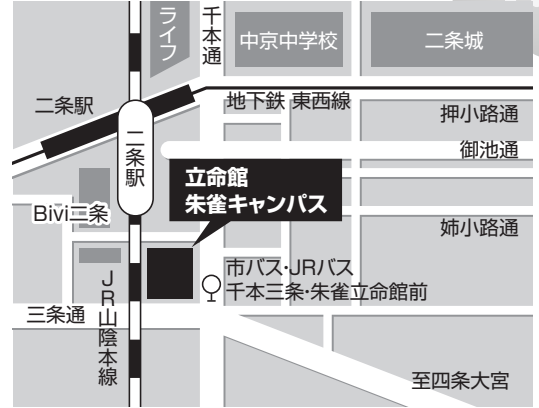 ライフ
千本通
中京中学校
二条城
二条駅
地下鉄 東西線
押小路通
御池通
二条駅
立命館
朱雀キャンパス
Bivi二条
姉小路通
市バス・JRバス
千本三条・朱雀立命館前
JR山陰本線
三条通
至四条大宮